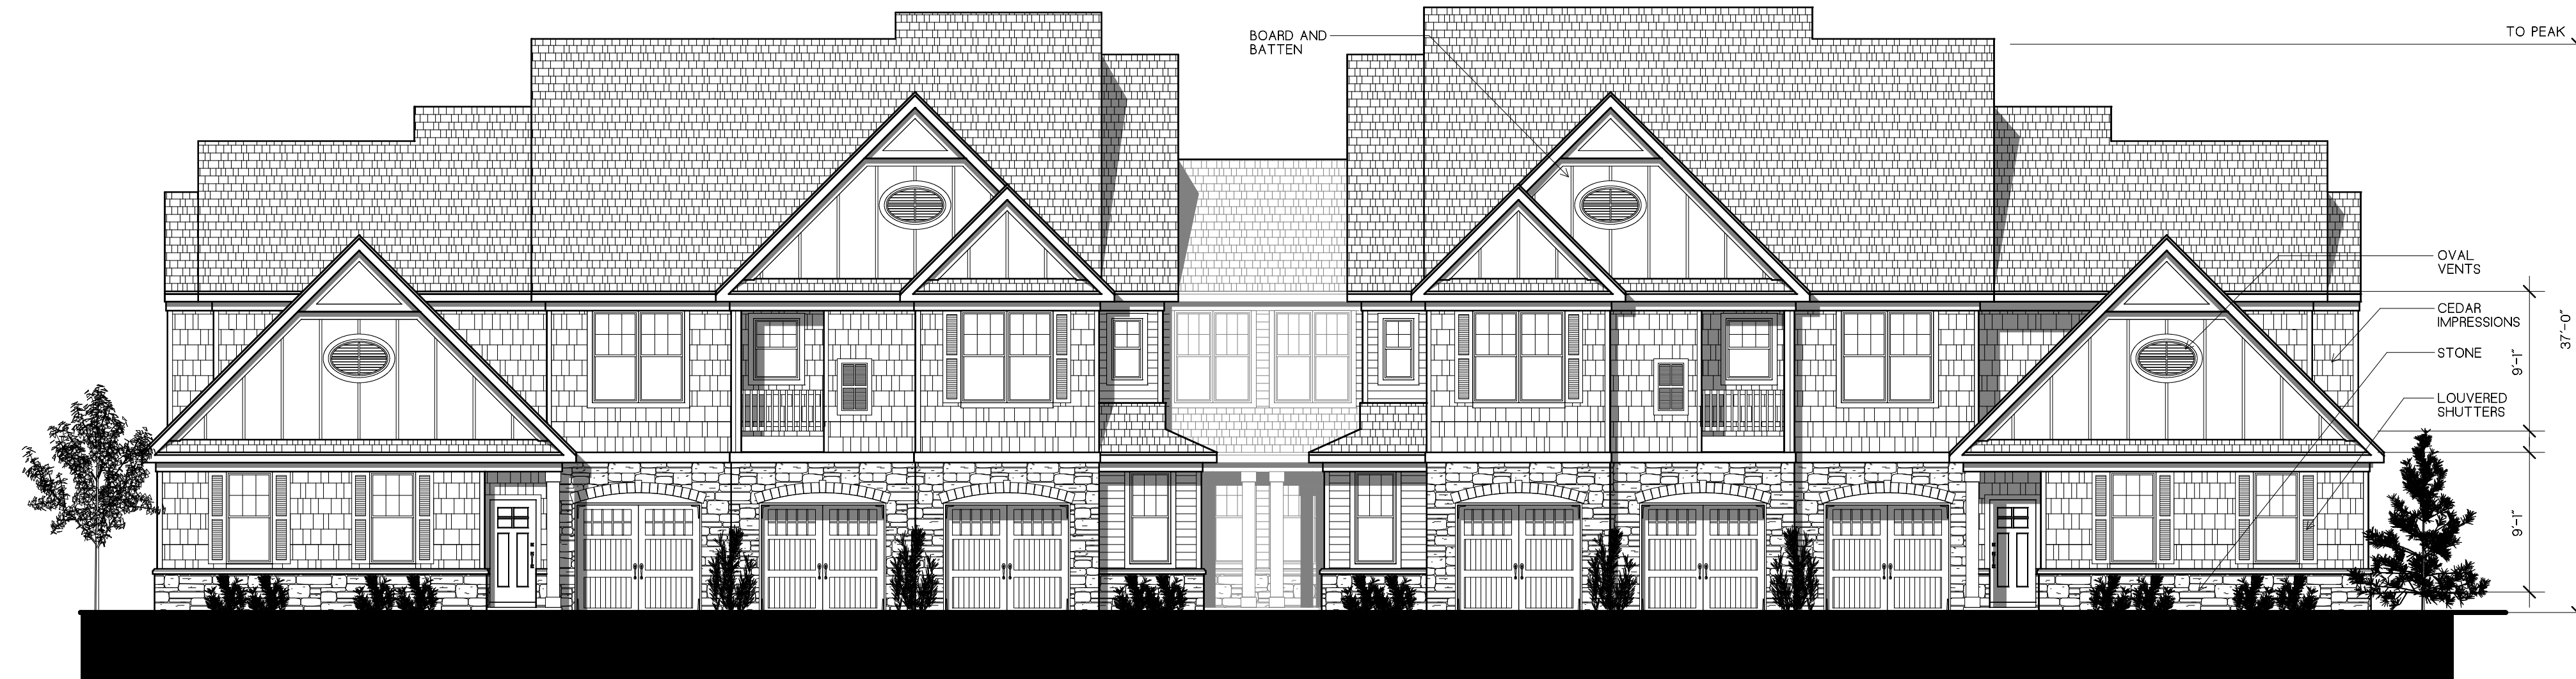 TO PEAK
BOARD AND
BATTEN
OVAL
VENTS
CEDAR
IMPRESSIONS
37'-0"
STONE
9'-1"
LOUVERED
SHUTTERS
9'-1"